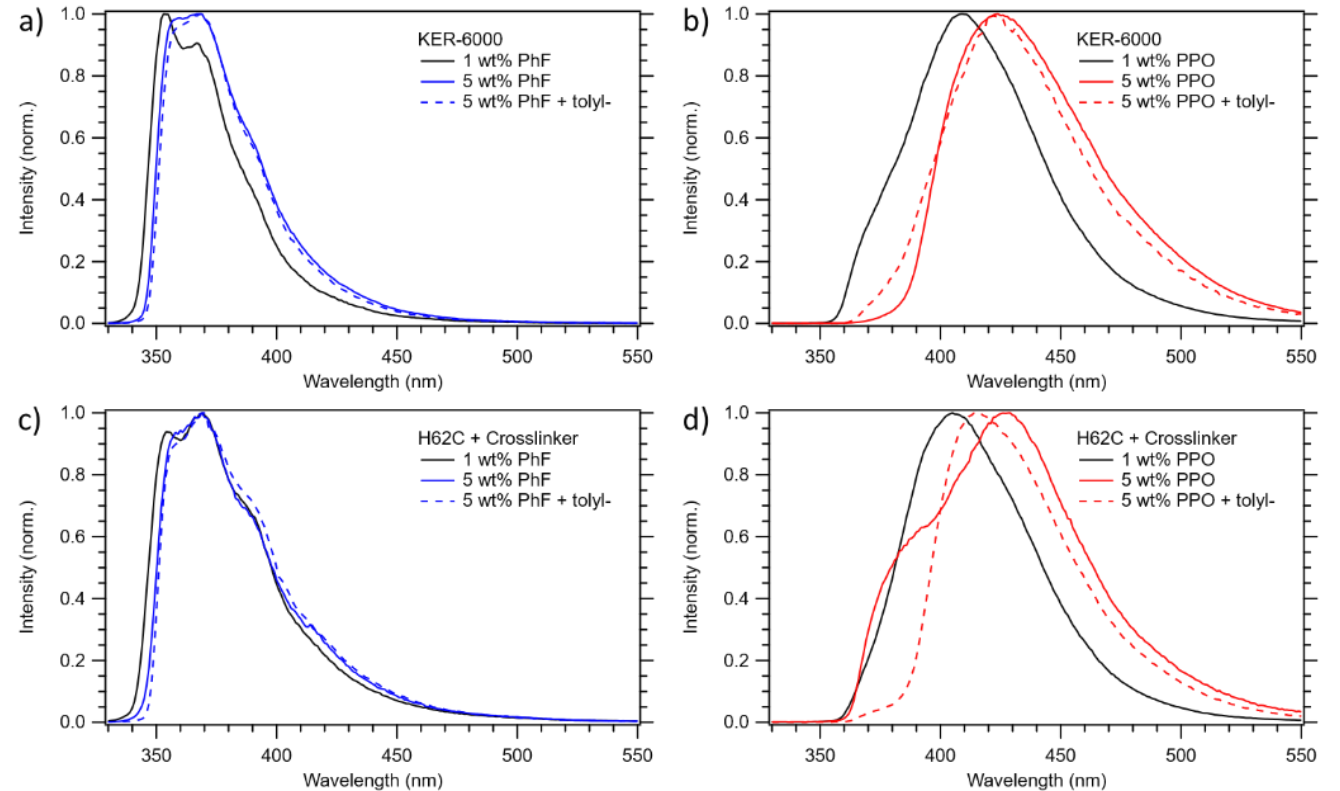 a)
KER-6000
1 wt% PhF
5 wt% PhF
5 wt% PhF + tolyl-
Intensity (norm.)
1.0
0.8
0.6
0.4
0.2
0.0
350 400 450 500 550
Wavelength (nm)
b)
KER-6000
1 wt% PPO
5 wt% PPO
5 wt% PPO + tolyl-
Intensity (norm.)
1.0
0.8
0.6
0.4
0.2
0.0
350 400 450 500 550
Wavelength (nm)
c)
H62C + Crosslinker
1 wt% PhF
5 wt% PhF
5 wt% PhF + tolyl-
Intensity (norm.)
1.0
0.8
0.6
0.4
0.2
0.0
350 400 450 500 550
Wavelength (nm)
d)
H62C + Crosslinker
1 wt% PPO
5 wt% PPO
5 wt% PPO + tolyl-
Intensity (norm.)
1.0
0.8
0.6
0.4
0.2
0.0
350 400 450 500 550
Wavelength (nm)